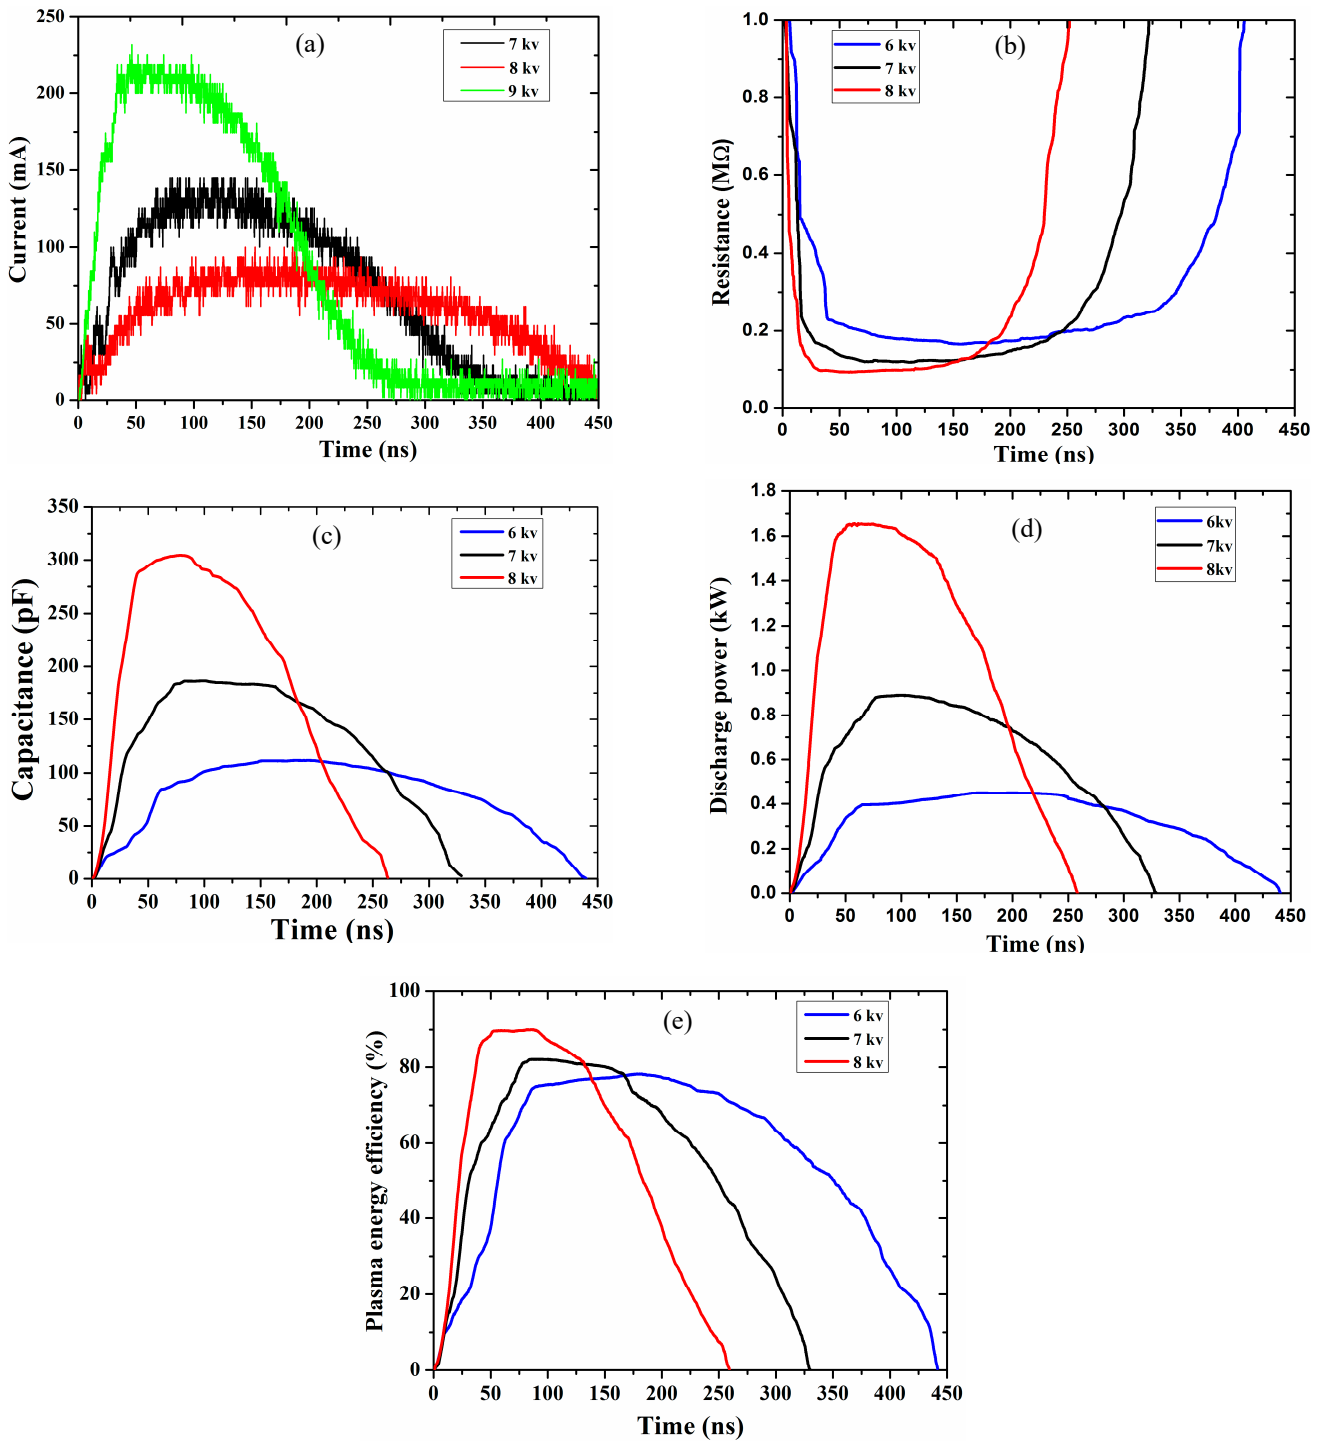 (a)
7 kv
8 kv
9 kv
Current (mA)
250
200
150
100
50
0
0 50 100 150 200 250 300 350 400 450
Time (ns)
(b)
6 kv
7 kv
8 kv
Resistance (MΩ)
1.0
0.8
0.6
0.4
0.2
0.0
0 50 100 150 200 250 300 350 400 450
Time (ns)
(c)
6 kv
7 kv
8 kv
Capacitance (pF)
350
300
250
200
150
100
50
0
0 50 100 150 200 250 300 350 400 450
Time (ns)
(d)
6kv
7kv
8kv
Discharge power (kW)
1.8
1.6
1.4
1.2
1.0
0.8
0.6
0.4
0.2
0.0
0 50 100 150 200 250 300 350 400 450
Time (ns)
(e)
6 kv
7 kv
8 kv
Plasma energy efficiency (%)
100
80
60
40
20
0
0 50 100 150 200 250 300 350 400 450
Time (ns)